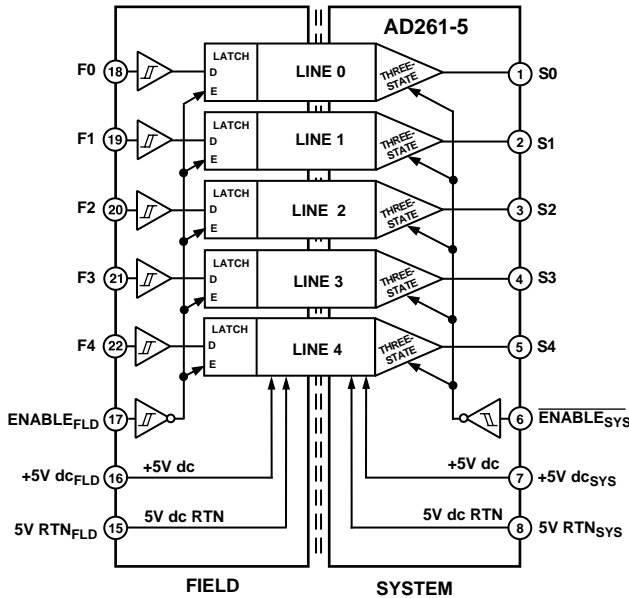 AD261-5
F0 18 LATCH D E LINE 0 THREE-STATE 1 S0
F1 19 LATCH D E LINE 1 THREE-STATE 2 S1
F2 20 LATCH D E LINE 2 THREE-STATE 3 S2
F3 21 LATCH D E LINE 3 THREE-STATE 4 S3
F4 22 LATCH D E LINE 4 THREE-STATE 5 S4
ENABLEFLD 17 6 ENABLESYS
+5V dcFLD 16 +5V dc +5V dc 7 +5V dcSYS
5V RTNFLD 15 5V dc RTN 5V dc RTN 8 5V RTNSYS
FIELD SYSTEM